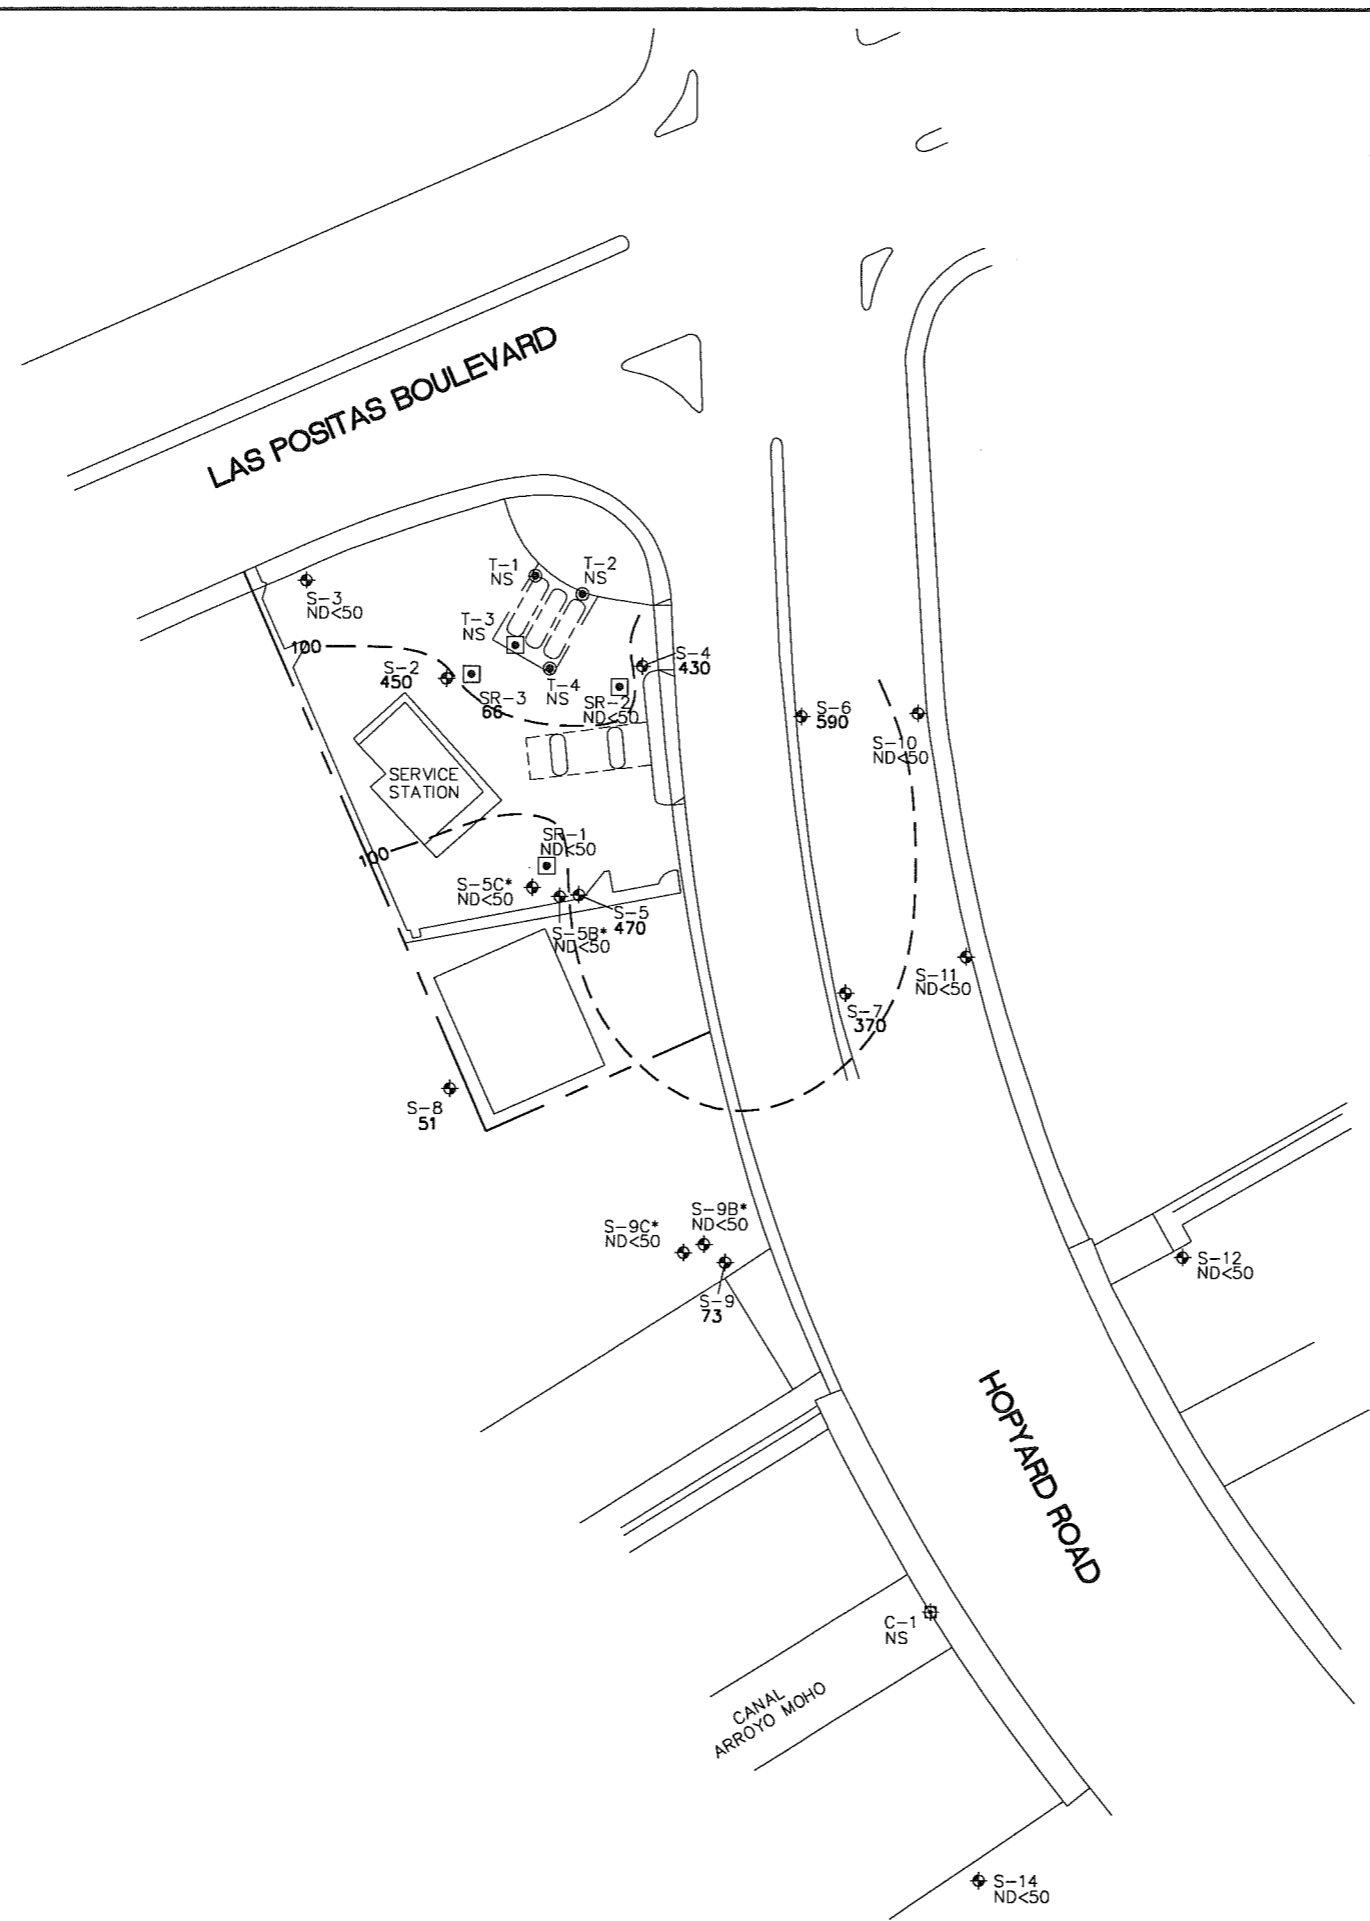 LAS POSITAS BOULEVARD
T-1
NS
T-2
NS
S-3
ND<50
T-3
NS
100
S-2
450
S-4
430
SR-3
66
T-4
NS
SR-2
ND<50
S-6
590
S-10
ND<50
SERVICE
STATION
SR-1
ND<50
100
S-5C*
ND<50
S-5
470
S-5B*
ND<50
S-11
ND<50
S-7
370
S-8
51
S-9B*
ND<50
S-9C*
ND<50
S-12
ND<50
S-9
73
HOPYARD ROAD
C-1
NS
CANAL
ARROYO MOHO
S-14
ND<50